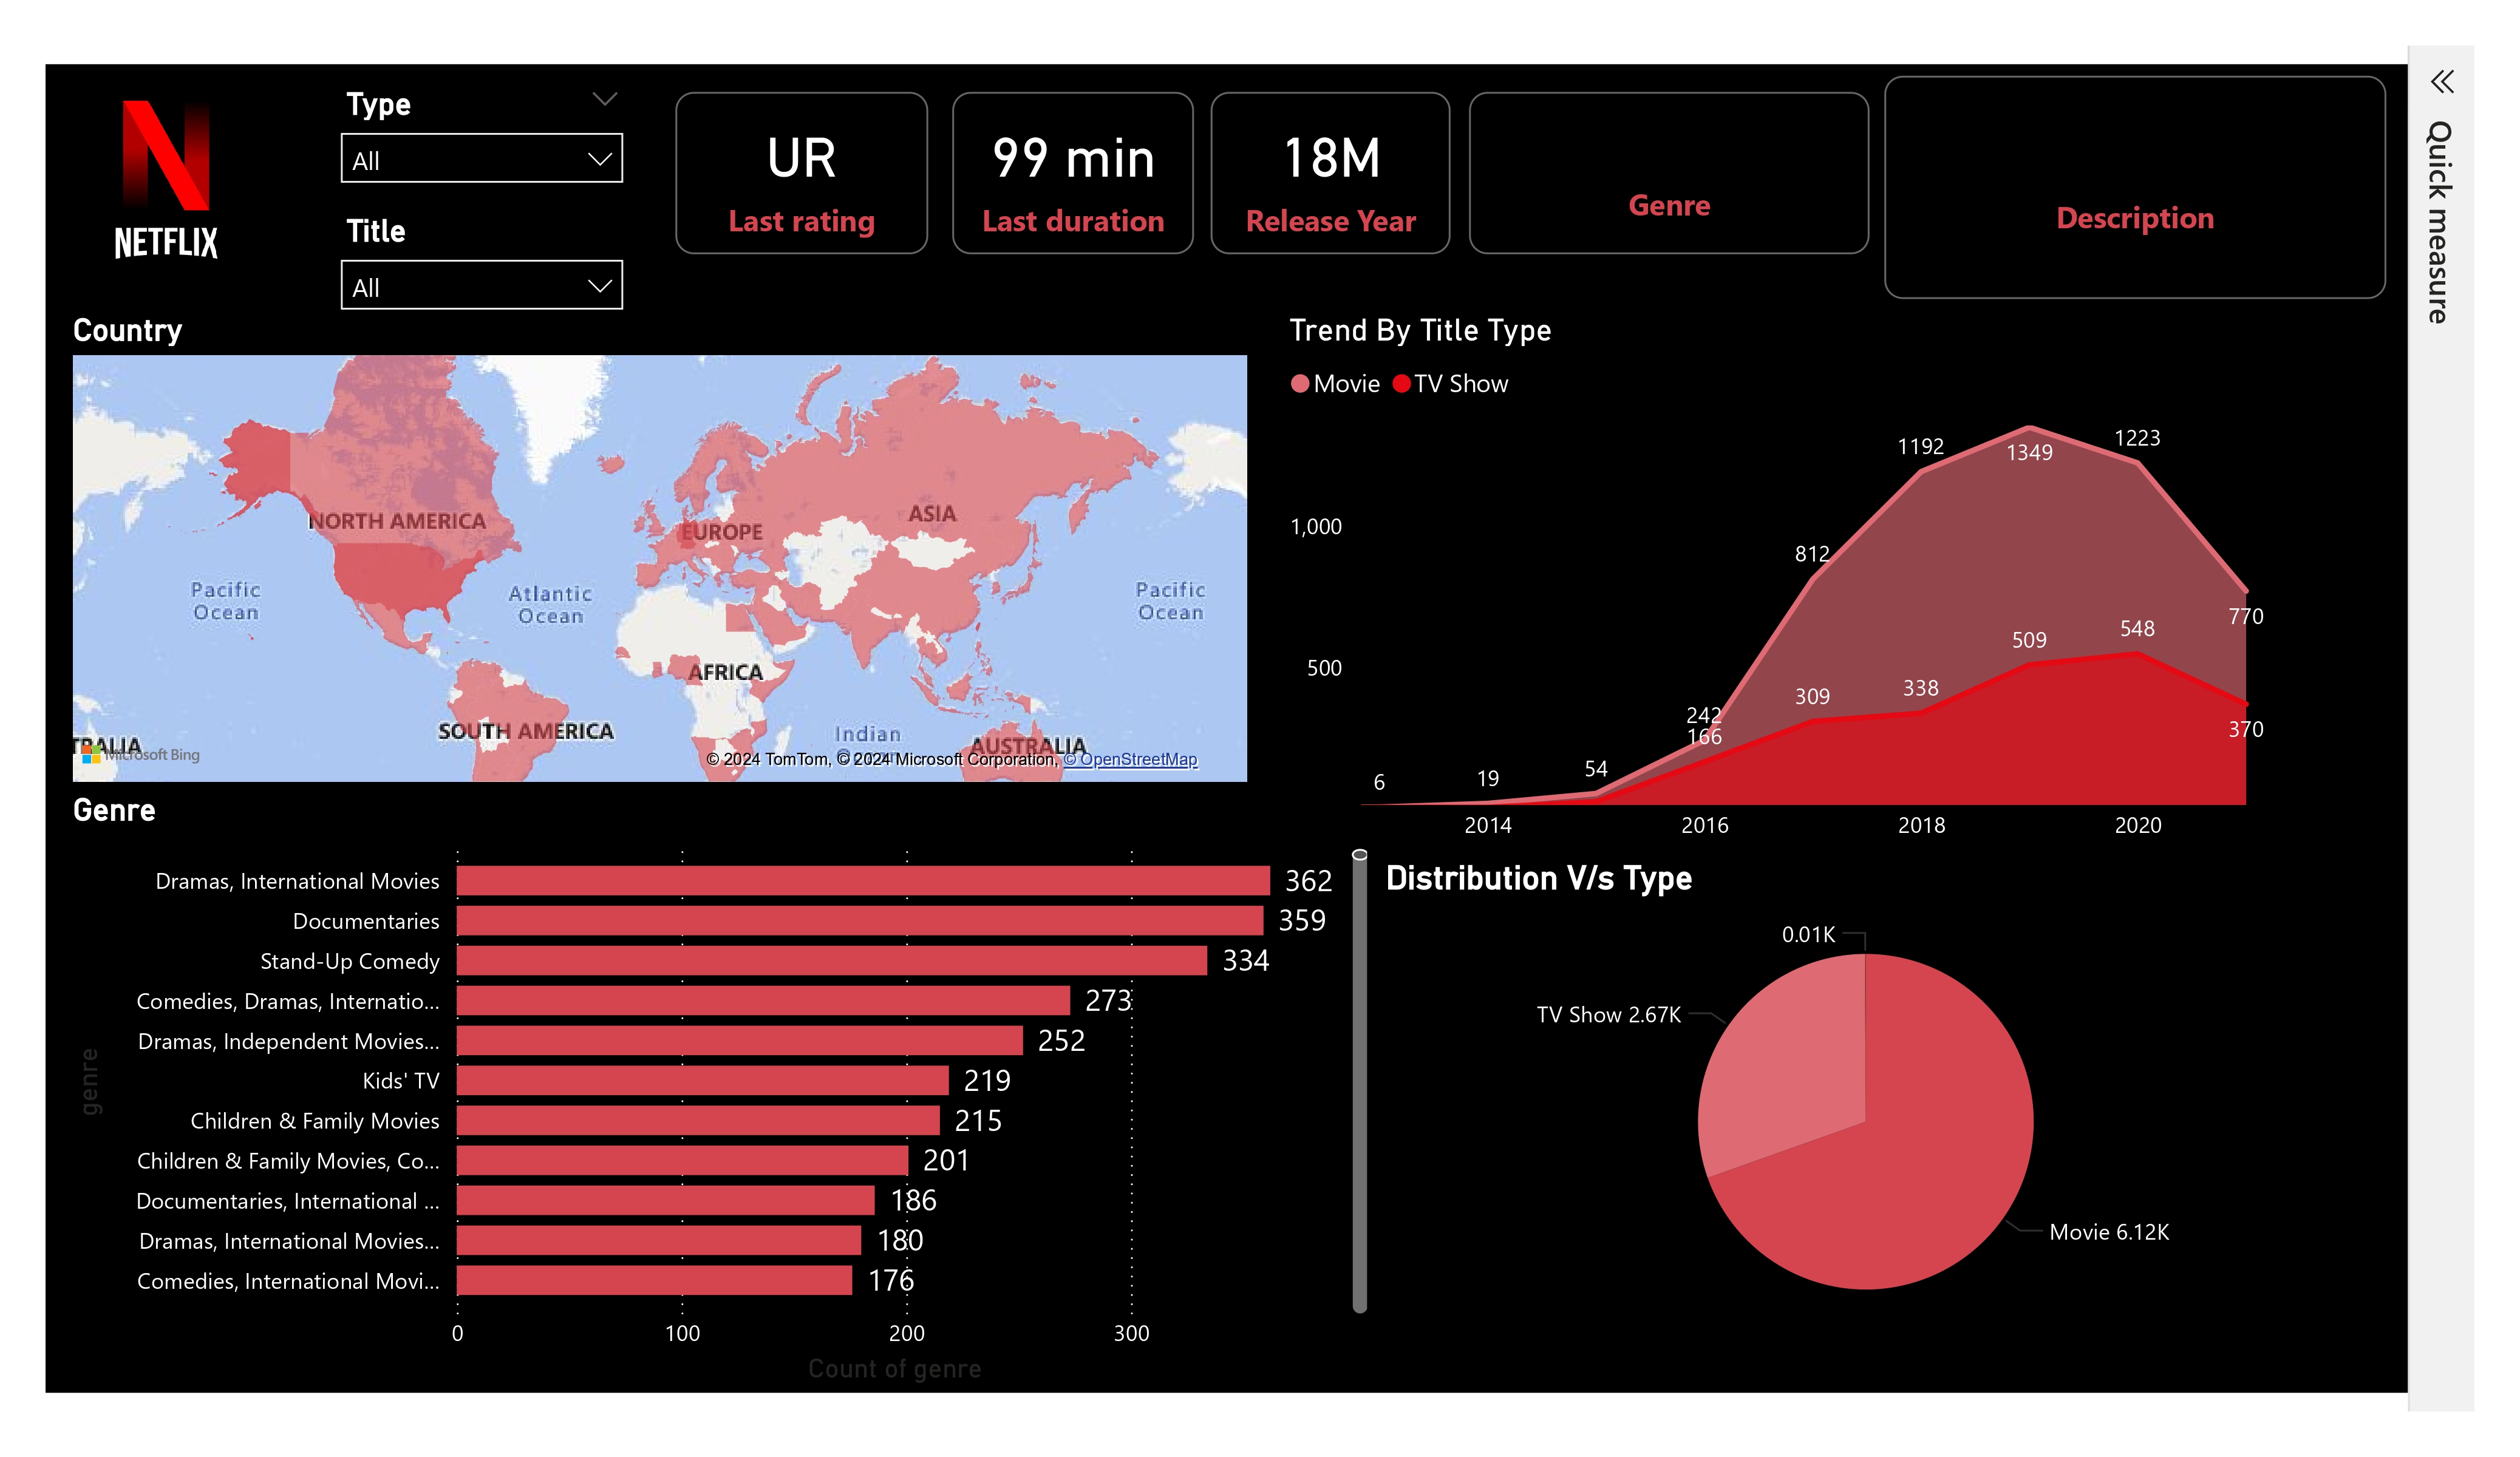 NETFLIX
Type
All
Title
All
UR
Last rating
99 min
Last duration
18M
Release Year
Genre
Description
Quick measure
Country
NORTH AMERICA
EUROPE
ASIA
Pacific
Ocean
Atlantic
Ocean
Pacific
Ocean
AFRICA
SOUTH AMERICA
Indian
Ocean
AUSTRALIA
TRALIA
Microsoft Bing
© 2024 TomTom, © 2024 Microsoft Corporation, © OpenStreetMap
Trend By Title Type
Movie TV Show
1,000
500
6
19
54
242
166
812
309
1192
338
1349
509
1223
548
770
370
2014 2016 2018 2020
Genre
genre
Dramas, International Movies 362
Documentaries 359
Stand-Up Comedy 334
Comedies, Dramas, Internatio... 273
Dramas, Independent Movies... 252
Kids' TV 219
Children & Family Movies 215
Children & Family Movies, Co... 201
Documentaries, International ... 186
Dramas, International Movies... 180
Comedies, International Movi... 176
0 100 200 300
Count of genre
Distribution V/s Type
0.01K
TV Show 2.67K
Movie 6.12K